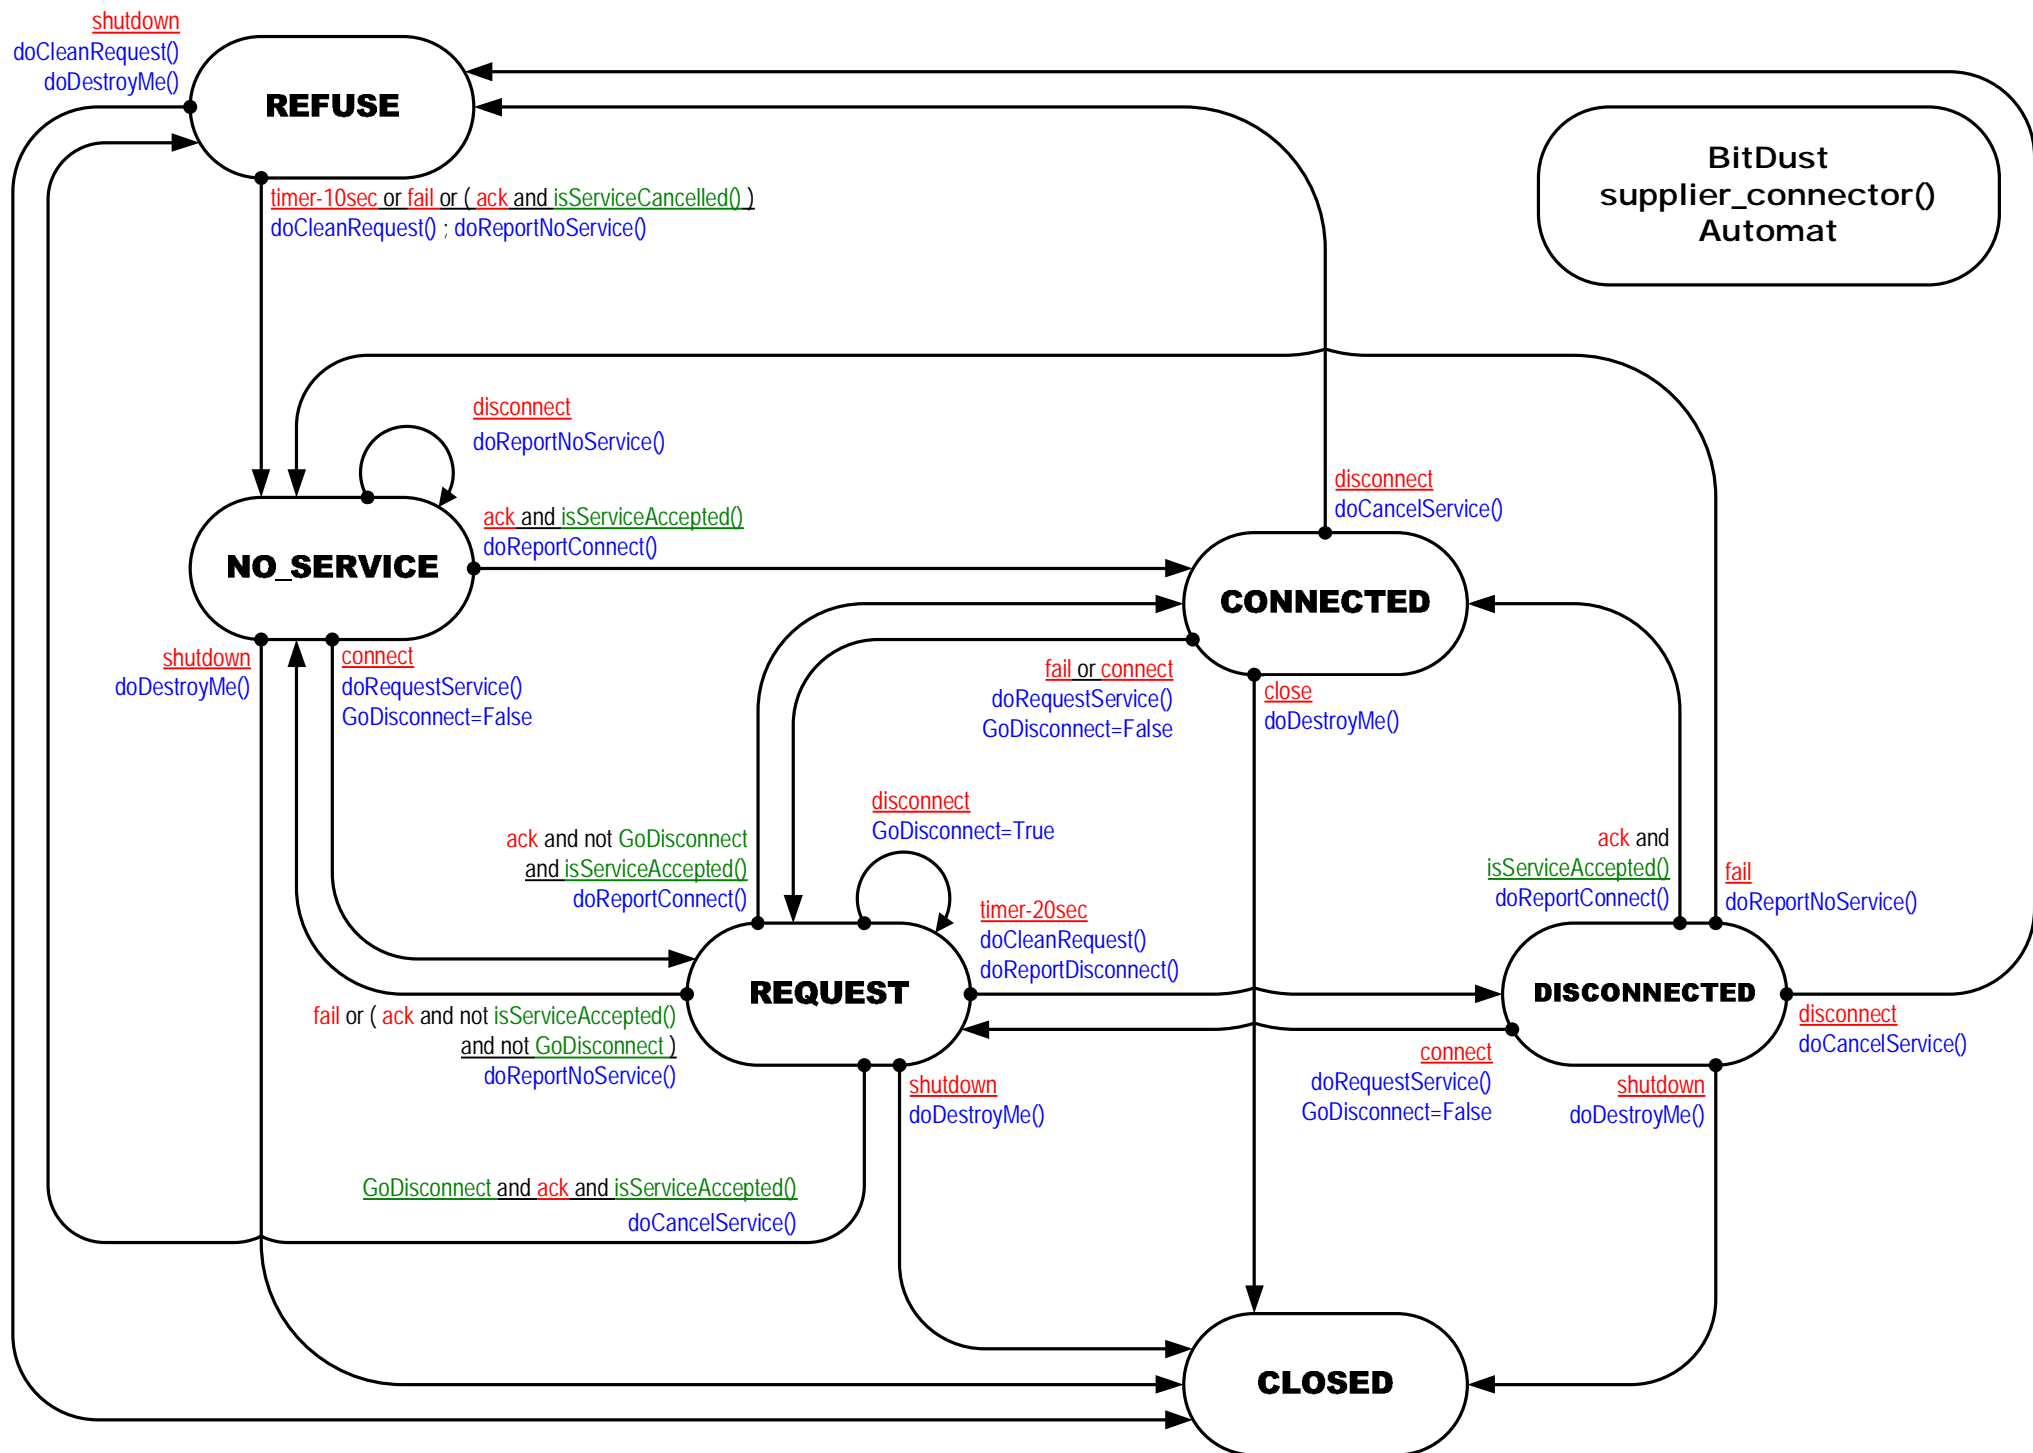 shutdown
doCleanRequest()
doDestroyMe()
REFUSE
BitDust
supplier_connector()
Automat
timer-10sec or fail or ( ack and isServiceCancelled() )
doCleanRequest() ; doReportNoService()
disconnect
doReportNoService()
disconnect
doCancelService()
ack and isServiceAccepted()
doReportConnect()
NO_SERVICE
CONNECTED
shutdown
doDestroyMe()
connect
doRequestService()
GoDisconnect=False
fail or connect
doRequestService()
GoDisconnect=False
close
doDestroyMe()
disconnect
GoDisconnect=True
ack and not GoDisconnect
and isServiceAccepted()
doReportConnect()
ack and
isServiceAccepted()
doReportConnect()
fail
doReportNoService()
timer-20sec
doCleanRequest()
doReportDisconnect()
REQUEST
DISCONNECTED
fail or ( ack and not isServiceAccepted()
and not GoDisconnect )
doReportNoService()
disconnect
doCancelService()
connect
doRequestService()
GoDisconnect=False
shutdown
doDestroyMe()
shutdown
doDestroyMe()
GoDisconnect and ack and isServiceAccepted()
doCancelService()
CLOSED